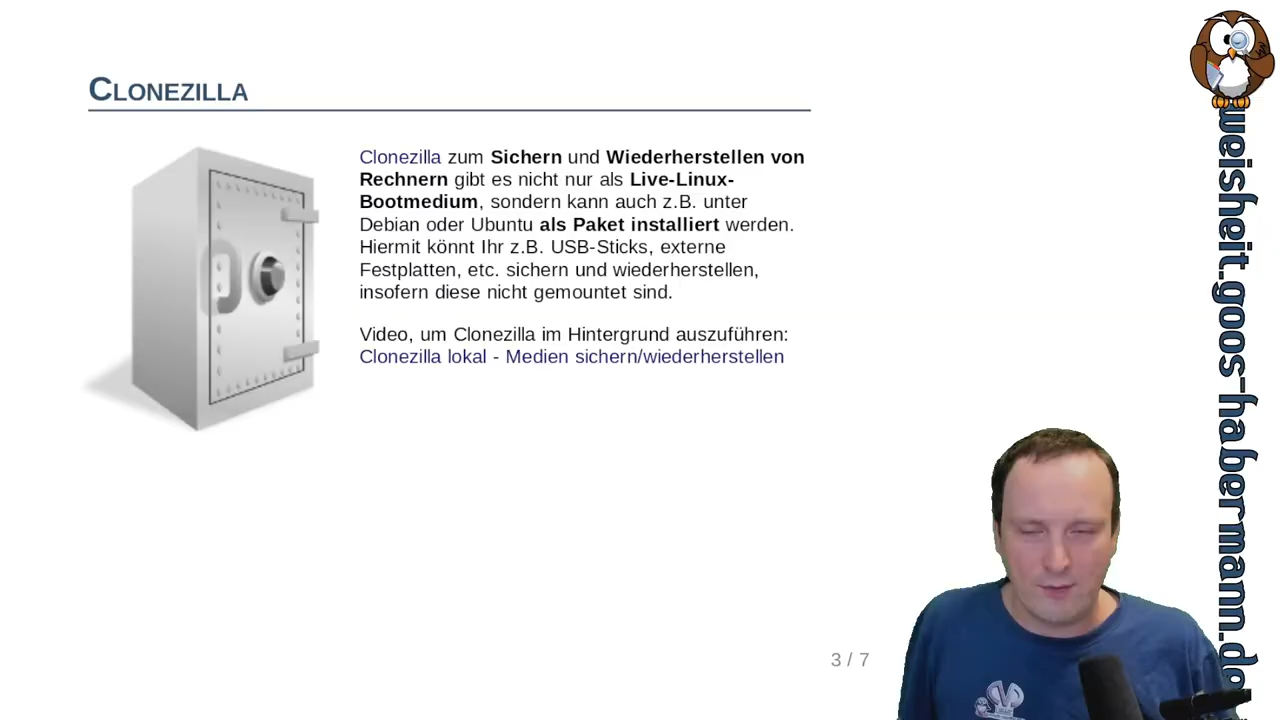 CLONEZILLA
Clonezilla zum Sichern und Wiederherstellen von
Rechnern gibt es nicht nur als Live-Linux-
Bootmedium, sondern kann auch z.B. unter
Debian oder Ubuntu als Paket installiert werden.
Hiermit könnt Ihr z.B. USB-Sticks, externe
Festplatten, etc. sichern und wiederherstellen,
insofern diese nicht gemountet sind.
Video, um Clonezilla im Hintergrund auszuführen:
Clonezilla lokal - Medien sichern/wiederherstellen
3 / 7
weisheit.goos-habermann.de